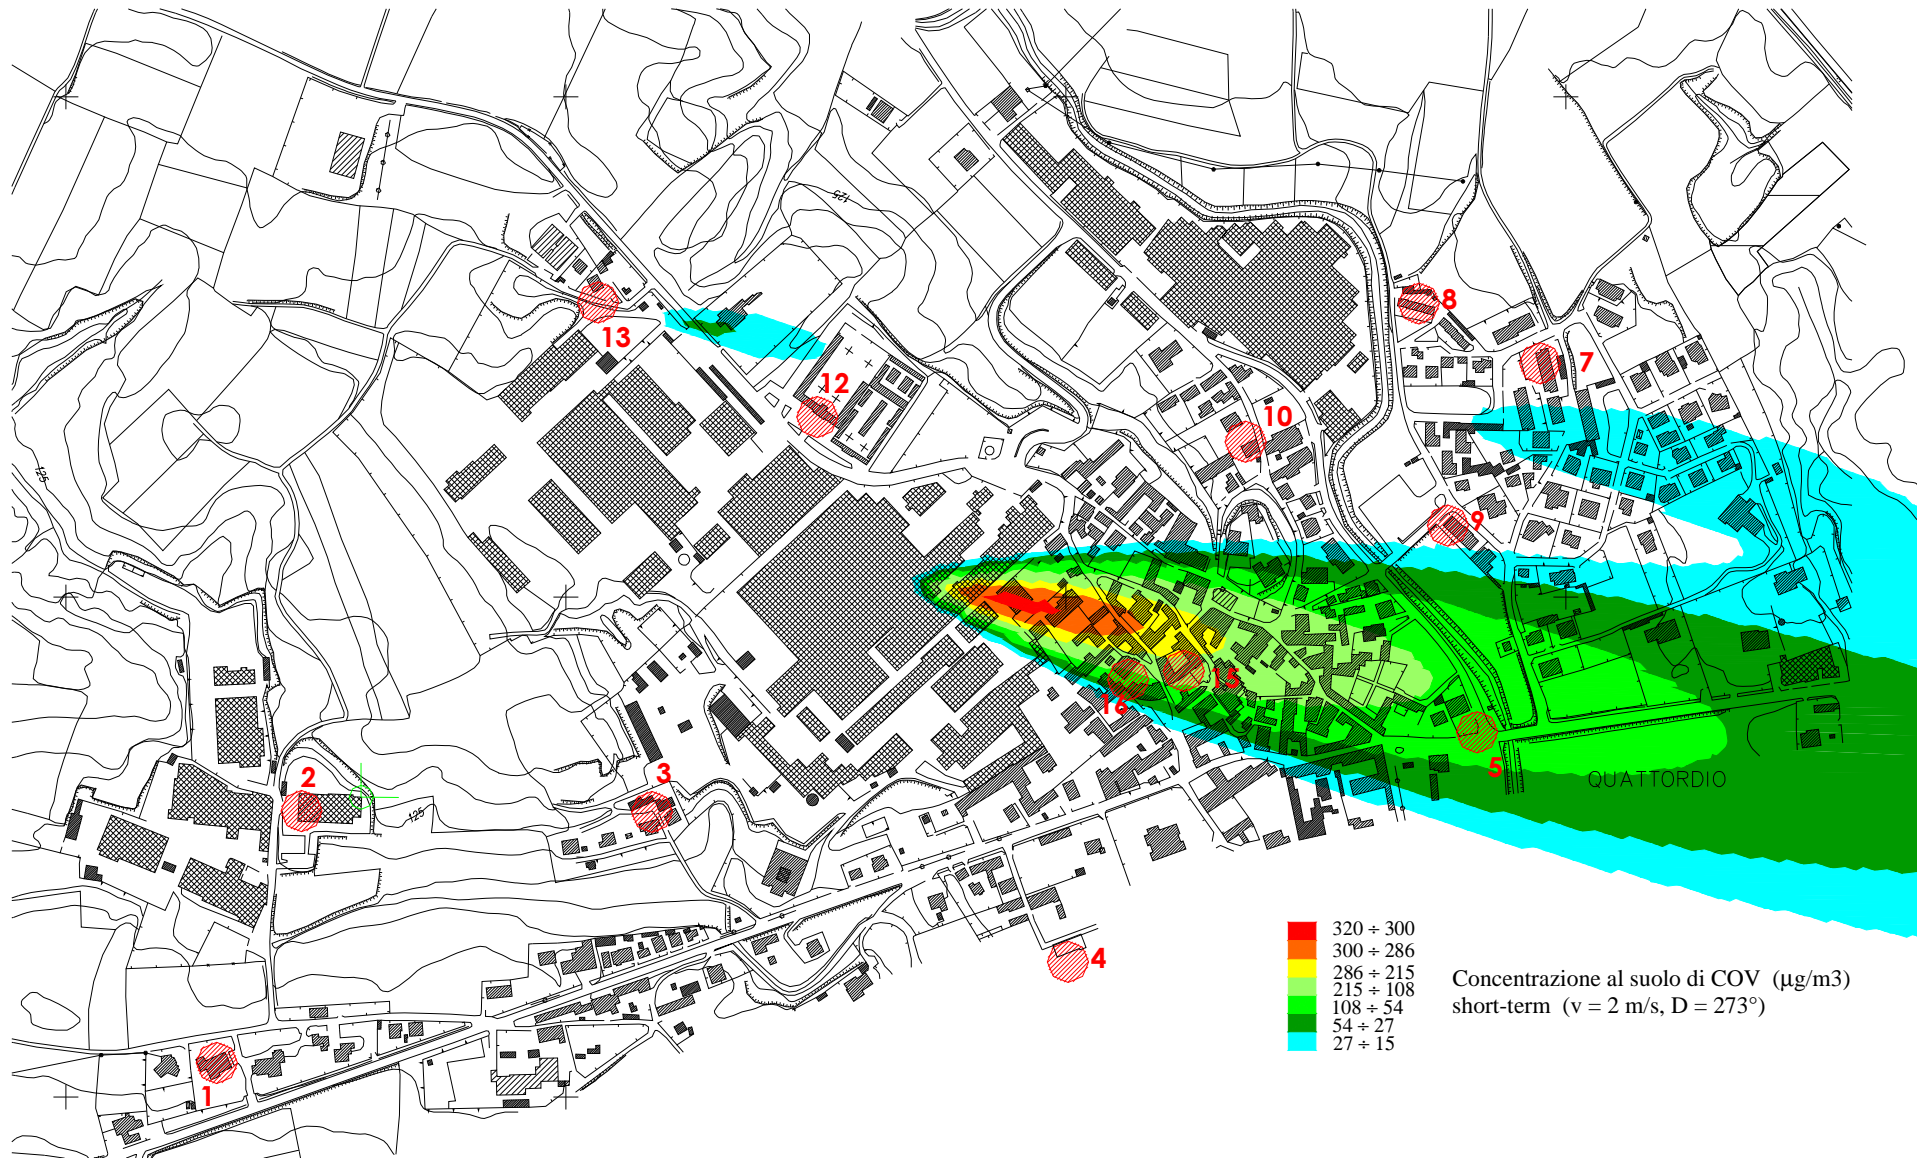 125
13
12
8
7
10
9
125
15
16
5
QUATTORDIO
2
3
125
4
1
320 ÷ 300
300 ÷ 286
286 ÷ 215
215 ÷ 108
108 ÷ 54
54 ÷ 27
27 ÷ 15
Concentrazione al suolo di COV (µg/m3)
short-term (v = 2 m/s, D = 273°)